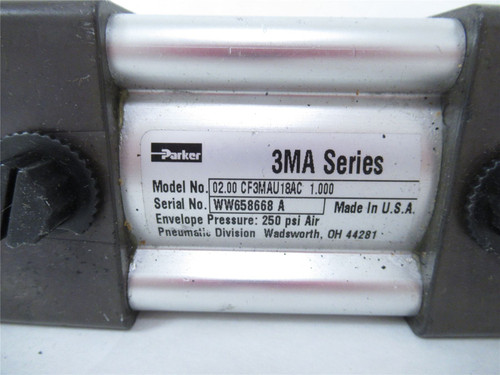 Parker
3MA Series
Model No. 02.00 CF3MAU18AC 1.000
Serial No. WW658668 A Made In U.S.A.
Envelope Pressure: 250 psi Air
Pneumatic Division Wadsworth, OH 44281